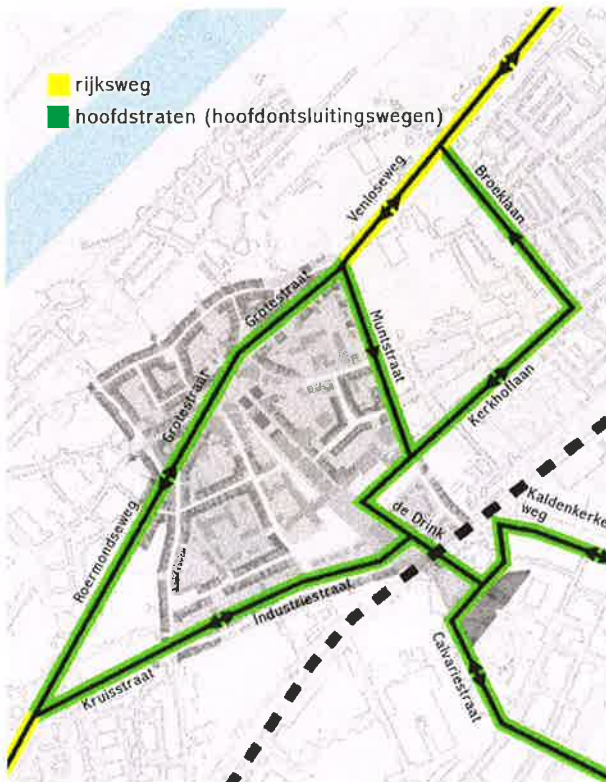 rijksweg
hoofdstraten (hoofdontsluitingswegen)
Venloseweg
Broeklaan
Grotestraat
Muntstraat
Grotestraat
Kerkhoflaan
Roermondseweg
de Drink
Kaldenkerke
weg
Industriestraat
Kruisstraat
Calvariestraat